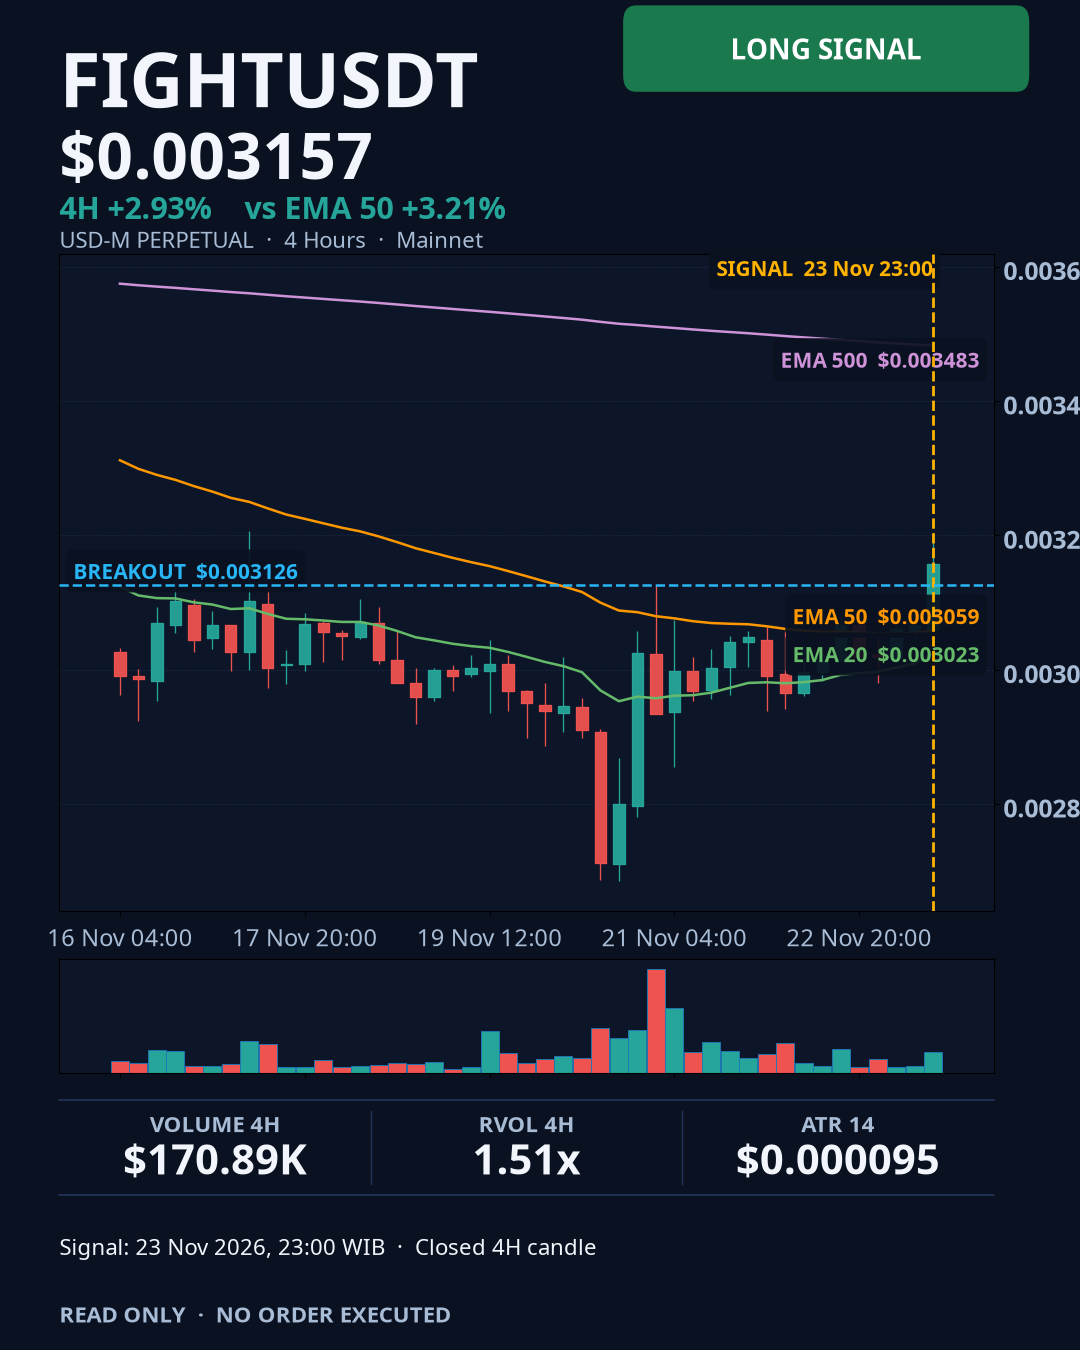 LONG SIGNAL
FIGHTUSDT
$0.003157
4H +2.93% vs EMA 50 +3.21%
USD-M PERPETUAL · 4 Hours · Mainnet
SIGNAL 23 Nov 23:00
0.0036
EMA 500 $0.003483
0.0034
0.0032
BREAKOUT $0.003126
EMA 50 $0.003059
EMA 20 $0.003023
0.0030
0.0028
16 Nov 04:00 17 Nov 20:00 19 Nov 12:00 21 Nov 04:00 22 Nov 20:00
VOLUME 4H RVOL 4H ATR 14
$170.89K 1.51x $0.000095
Signal: 23 Nov 2026, 23:00 WIB · Closed 4H candle
READ ONLY · NO ORDER EXECUTED